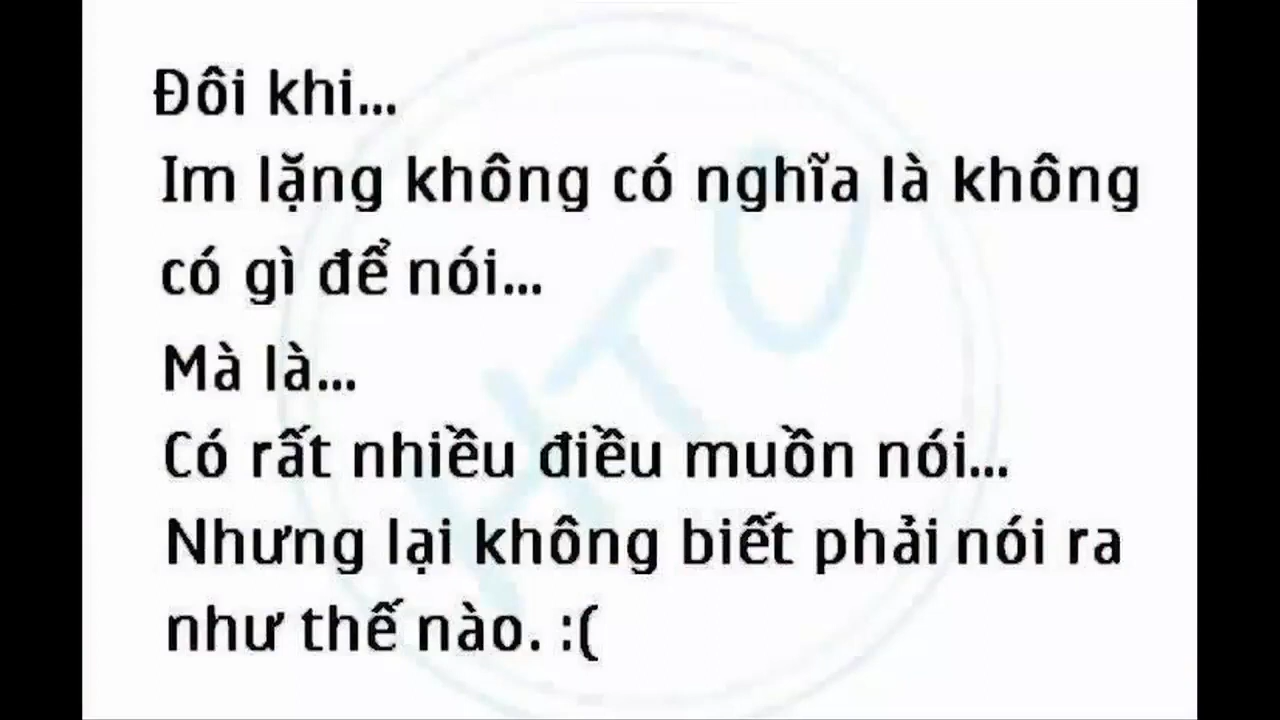 Đôi khi...
Im lặng không có nghĩa là không
có gì để nói...
Mà là...
Có rất nhiều điều muồn nói...
Nhưng lại không biết phải nói ra
như thế nào. :(
HTC